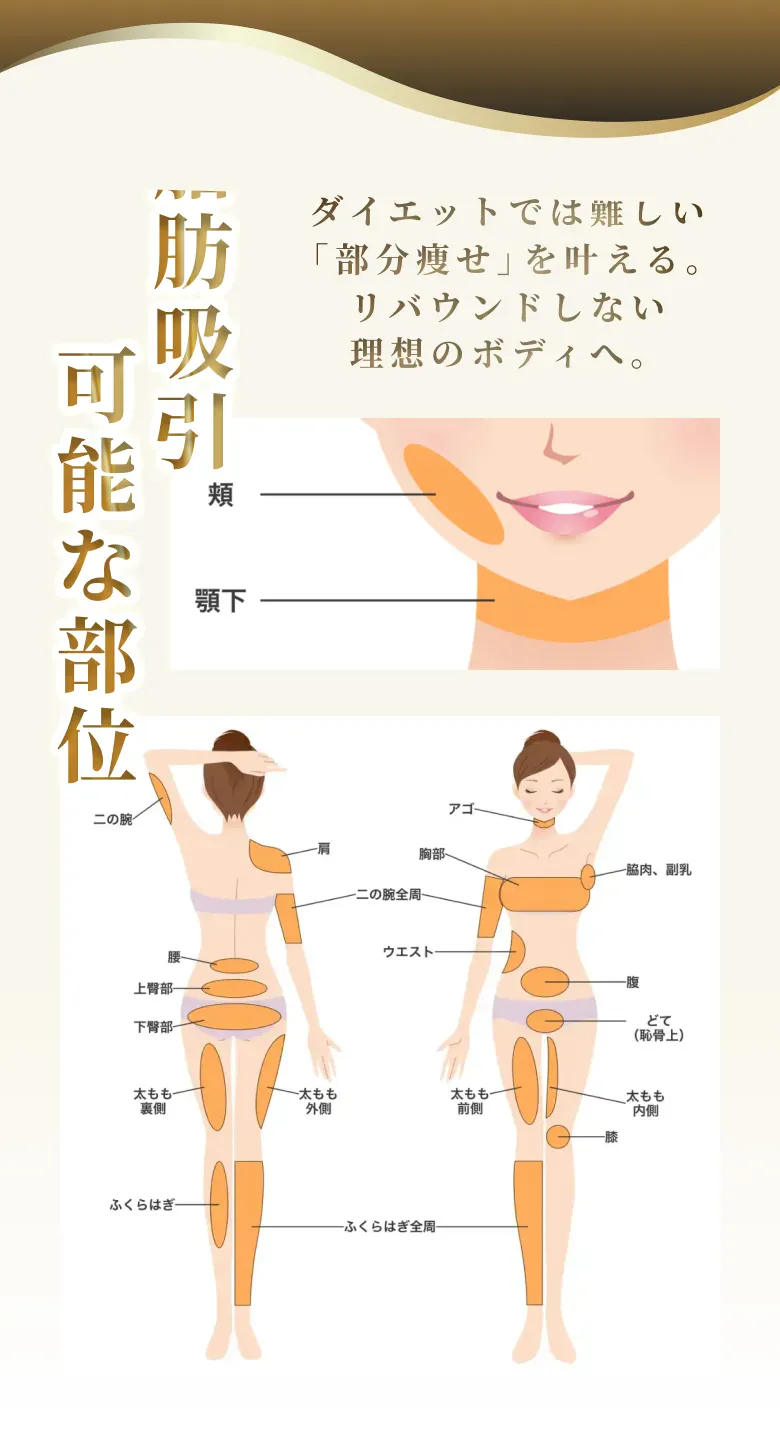 脂肪吸引
可能な部位
ダイエットでは難しい
「部分痩せ」を叶える。
リバウンドしない
理想のボディへ。
頬
顎下
二の腕
肩
二の腕全周
腰
上臀部
下臀部
太もも
裏側
太もも
外側
ふくらはぎ
ふくらはぎ全周
アゴ
胸部
脇肉、副乳
ウエスト
腹
どて
（恥骨上）
太もも
前側
太もも
内側
膝